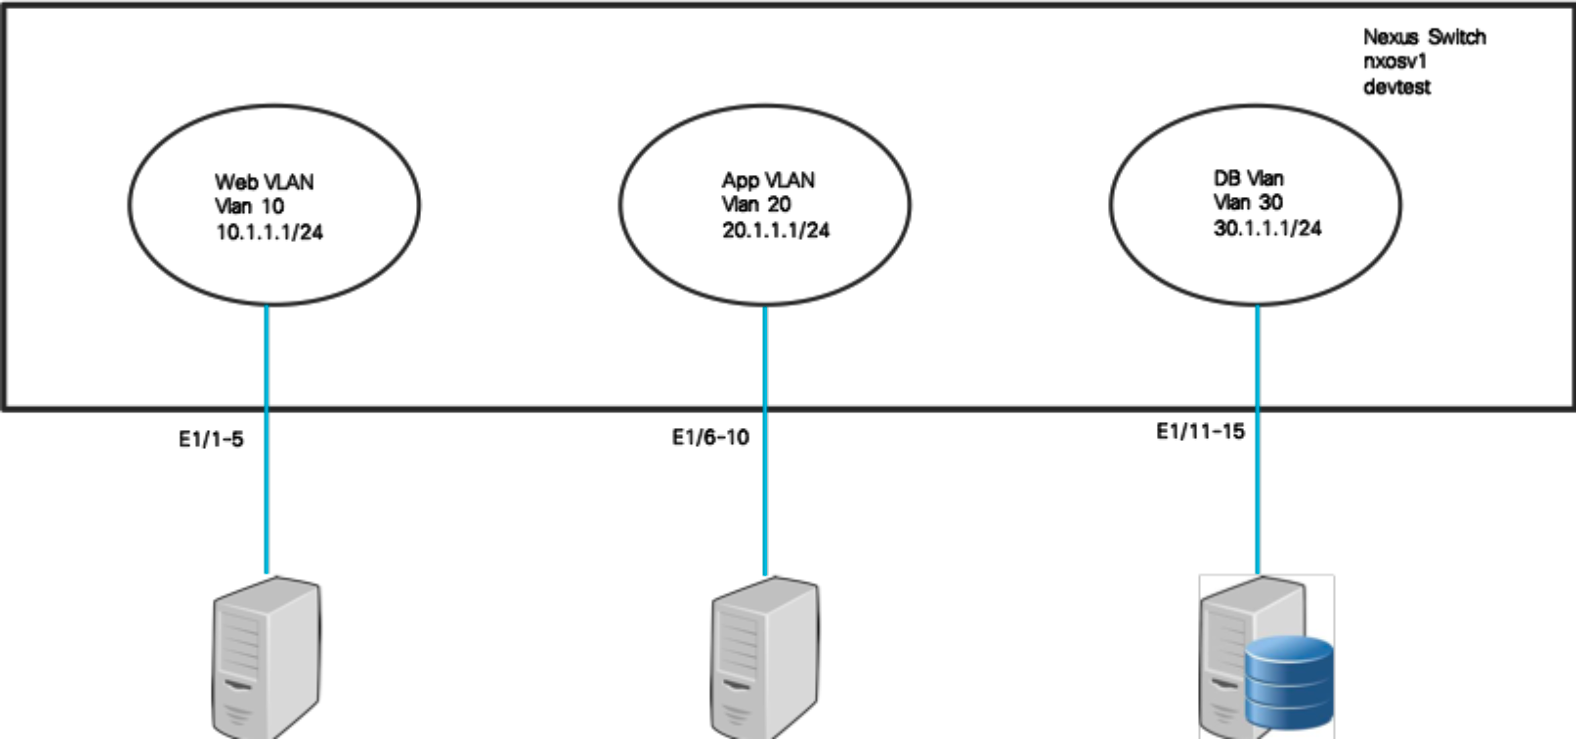 Nexus Switch
nxosv1
devtest
Web VLAN
Vlan 10
10.1.1.1/24
App VLAN
Vlan 20
20.1.1.1/24
DB Vlan
Vlan 30
30.1.1.1/24
E1/1-5
E1/6-10
E1/11-15